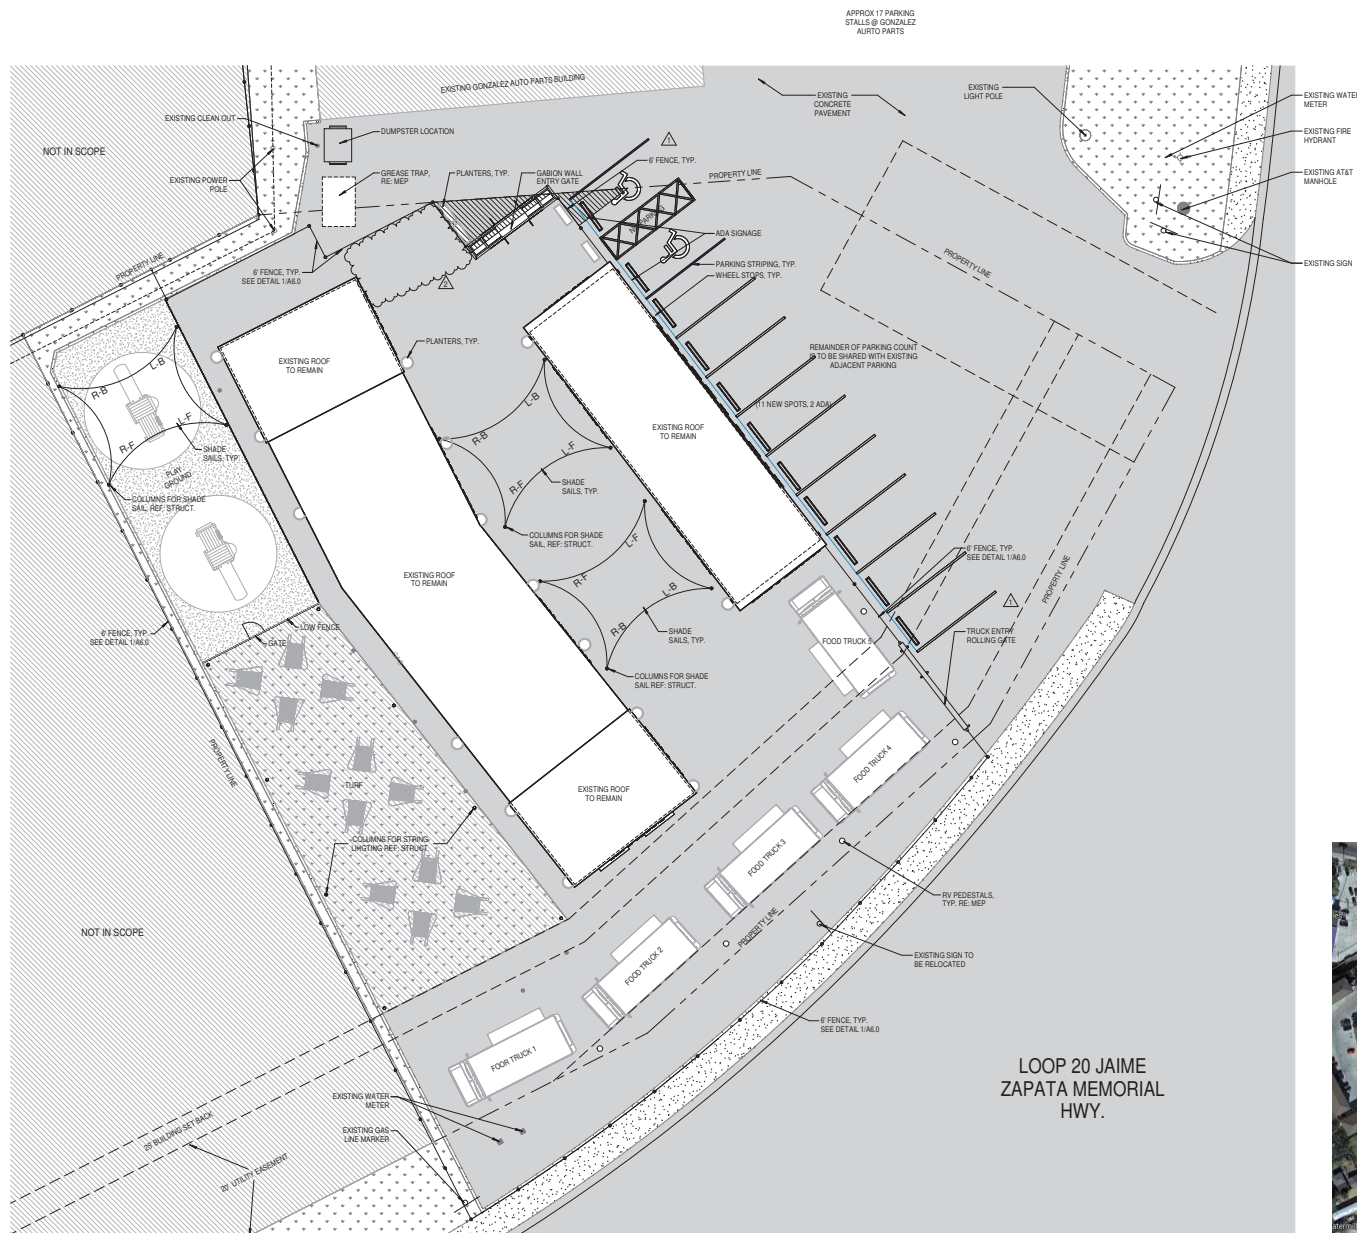 APPROX 17 PARKING
STALLS @ GONZALEZ
AURTO PARTS
EXISTING GONZALEZ AUTO PARTS BUILDING
EXISTING
CONCRETE
PAVEMENT
EXISTING
LIGHT POLE
EXISTING WATER
METER
EXISTING FIRE
HYDRANT
EXISTING AT&T
MANHOLE
EXISTING SIGN
NOT IN SCOPE
EXISTING CLEAN OUT
DUMPSTER LOCATION
EXISTING POWER
POLE
GREASE TRAP,
RE: MEP
PLANTERS, TYP.
GABION WALL
ENTRY GATE
6' FENCE, TYP.
1
PROPERTY LINE
NO PARKING
ADA SIGNAGE
PARKING STRIPING, TYP.
WHEEL STOPS, TYP.
PROPERTY LINE
PROPERTY LINE
6' FENCE, TYP.
SEE DETAIL 1/A6.0
2
EXISTING ROOF
TO REMAIN
PLANTERS, TYP.
REMAINDER OF PARKING COUNT
IS TO BE SHARED WITH EXISTING
ADJACENT PARKING
(11 NEW SPOTS, 2 ADA)
R-B
L-B
R-F
L-F
SHADE
SAILS, TYP.
PLAY
GROUND
COLUMNS FOR SHADE
SAIL, REF: STRUCT.
R-B
L-B
R-F
L-F
SHADE
SAILS, TYP.
EXISTING ROOF
TO REMAIN
COLUMNS FOR SHADE
SAIL, REF: STRUCT.
EXISTING ROOF
TO REMAIN
R-F
L-F
R-B
L-B
SHADE
SAILS, TYP.
COLUMNS FOR SHADE
SAIL REF: STRUCT.
6' FENCE, TYP.
SEE DETAIL 1/A6.0
PROPERTY LINE
1
TRUCK ENTRY
ROLLING GATE
6' FENCE, TYP.
SEE DETAIL 1/A6.0
LOW FENCE
GATE
PROPERTY LINE
TURF
COLUMNS FOR STRING
LIHGTING REF: STRUCT.
EXISTING ROOF
TO REMAIN
FOOD TRUCK 5
FOOD TRUCK 4
FOOD TRUCK 3
FOOD TRUCK 2
FOOR TRUCK 1
PROPERTY LINE
RV PEDESTALS,
TYP. RE: MEP
EXISTING SIGN TO
BE RELOCATED
6' FENCE, TYP.
SEE DETAIL 1/A6.0
NOT IN SCOPE
EXISTING WATER
METER
EXISTING GAS
LINE MARKER
25' BUILDING SET BACK
20' UTILITY EASEMENT
LOOP 20 JAIME
ZAPATA MEMORIAL
HWY.